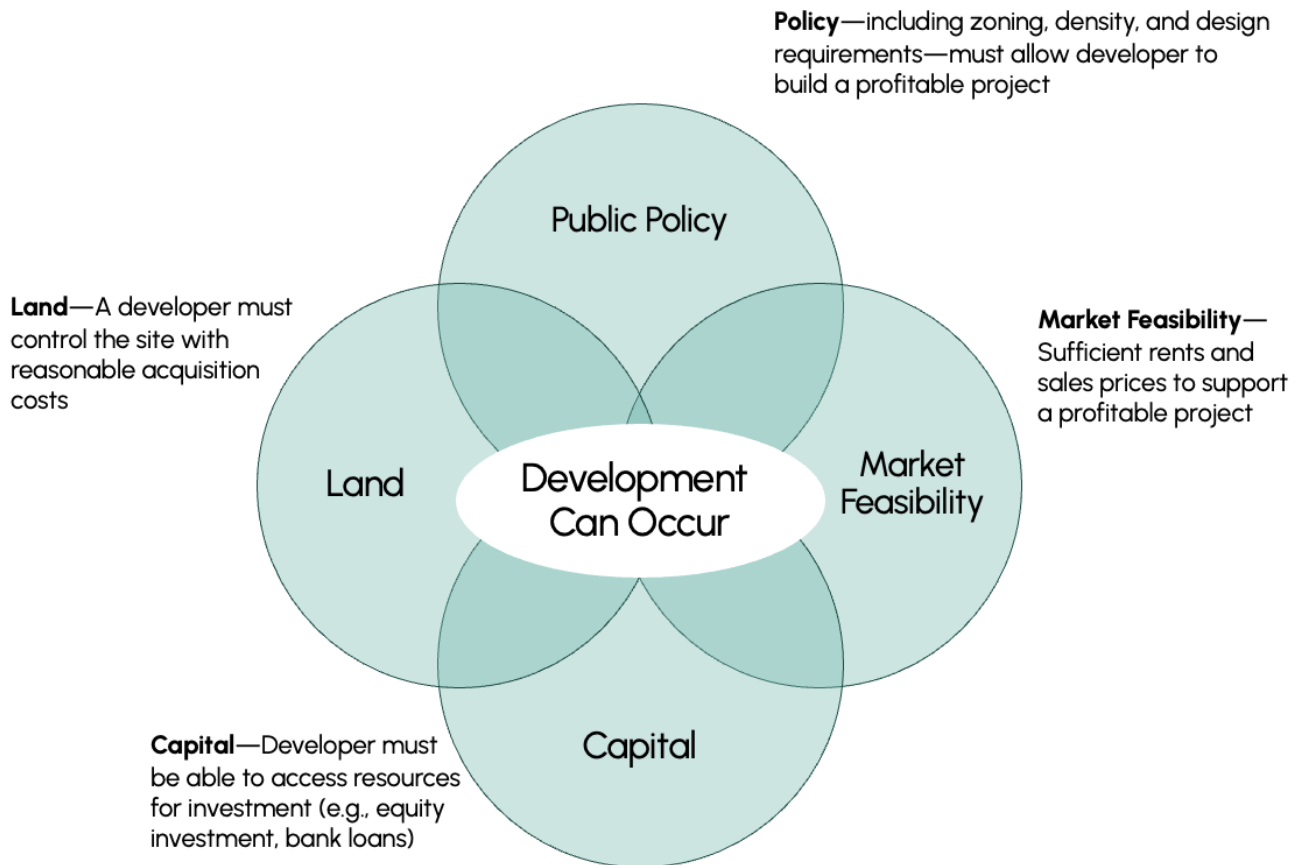 Policy—including zoning, density, and design
requirements—must allow developer to
build a profitable project
Public Policy
Land—A developer must
control the site with
reasonable acquisition
costs
Market Feasibility—
Sufficient rents and
sales prices to support
a profitable project
Land
Development
Can Occur
Market
Feasibility
Capital
Capital—Developer must
be able to access resources
for investment (e.g., equity
investment, bank loans)